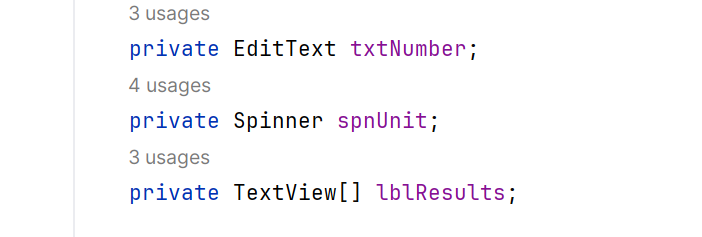 3 usages
private EditText txtNumber;
4 usages
private Spinner spnUnit;
3 usages
private TextView[] lblResults;